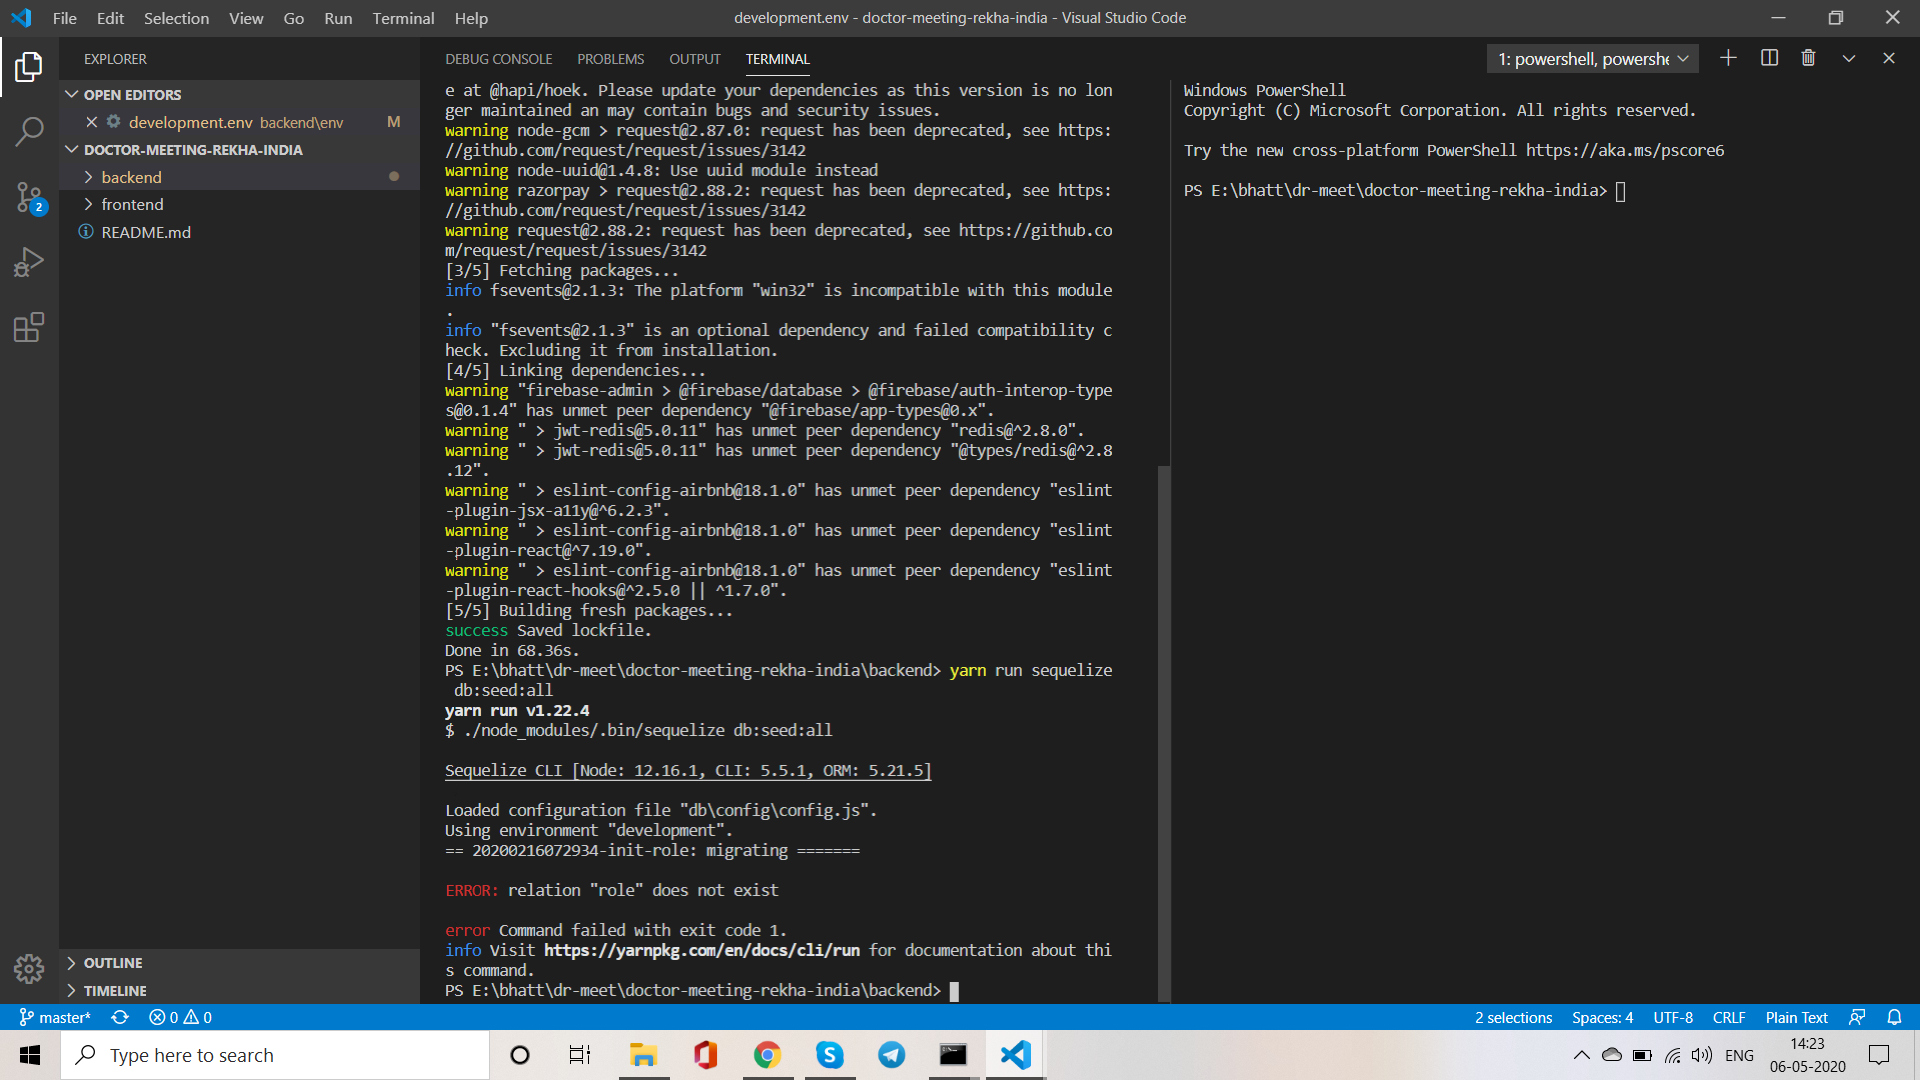 File Edit Selection View Go Run Terminal Help
development.env - doctor-meeting-rekha-india - Visual Studio Code
EXPLORER
OPEN EDITORS
development.env backend\env M
DOCTOR-MEETING-REKHA-INDIA
backend
frontend
README.md
2
OUTLINE
TIMELINE
DEBUG CONSOLE PROBLEMS OUTPUT TERMINAL
1: powershell, powershe
e at @hapi/hoek. Please update your dependencies as this version is no lon
ger maintained an may contain bugs and security issues.
warning node-gcm > request@2.87.0: request has been deprecated, see https:
//github.com/request/request/issues/3142
warning node-uuid@1.4.8: Use uuid module instead
warning razorpay > request@2.88.2: request has been deprecated, see https:
//github.com/request/request/issues/3142
warning request@2.88.2: request has been deprecated, see https://github.co
m/request/request/issues/3142
[3/5] Fetching packages...
info fsevents@2.1.3: The platform "win32" is incompatible with this module
.
info "fsevents@2.1.3" is an optional dependency and failed compatibility c
heck. Excluding it from installation.
[4/5] Linking dependencies...
warning "firebase-admin > @firebase/database > @firebase/auth-interop-type
s@0.1.4" has unmet peer dependency "@firebase/app-types@0.x".
warning " > jwt-redis@5.0.11" has unmet peer dependency "redis@^2.8.0".
warning " > jwt-redis@5.0.11" has unmet peer dependency "@types/redis@^2.8
.12".
warning " > eslint-config-airbnb@18.1.0" has unmet peer dependency "eslint
-plugin-jsx-a11y@^6.2.3".
warning " > eslint-config-airbnb@18.1.0" has unmet peer dependency "eslint
-plugin-react@^7.19.0".
warning " > eslint-config-airbnb@18.1.0" has unmet peer dependency "eslint
-plugin-react-hooks@^2.5.0 || ^1.7.0".
[5/5] Building fresh packages...
success Saved lockfile.
Done in 68.36s.
PS E:\bhatt\dr-meet\doctor-meeting-rekha-india\backend> yarn run sequelize
db:seed:all
yarn run v1.22.4
$ ./node_modules/.bin/sequelize db:seed:all
Sequelize CLI [Node: 12.16.1, CLI: 5.5.1, ORM: 5.21.5]
Loaded configuration file "db\config\config.js".
Using environment "development".
== 20200216072934-init-role: migrating =======
ERROR: relation "role" does not exist
error Command failed with exit code 1.
info Visit https://yarnpkg.com/en/docs/cli/run for documentation about thi
s command.
PS E:\bhatt\dr-meet\doctor-meeting-rekha-india\backend>
Windows PowerShell
Copyright (C) Microsoft Corporation. All rights reserved.
Try the new cross-platform PowerShell https://aka.ms/pscore6
PS E:\bhatt\dr-meet\doctor-meeting-rekha-india>
master* 0 0
2 selections Spaces: 4 UTF-8 CRLF Plain Text
Type here to search
ENG
14:23
06-05-2020